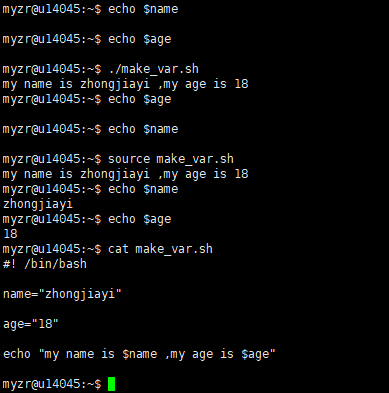 myzr@u14045:~$ echo $name
myzr@u14045:~$ echo $age
myzr@u14045:~$ ./make_var.sh
my name is zhongjiayi ,my age is 18
myzr@u14045:~$ echo $age
myzr@u14045:~$ echo $name
myzr@u14045:~$ source make_var.sh
my name is zhongjiayi ,my age is 18
myzr@u14045:~$ echo $name
zhongjiayi
myzr@u14045:~$ echo $age
18
myzr@u14045:~$ cat make_var.sh
#! /bin/bash
name="zhongjiayi"
age="18"
echo "my name is $name ,my age is $age"
myzr@u14045:~$